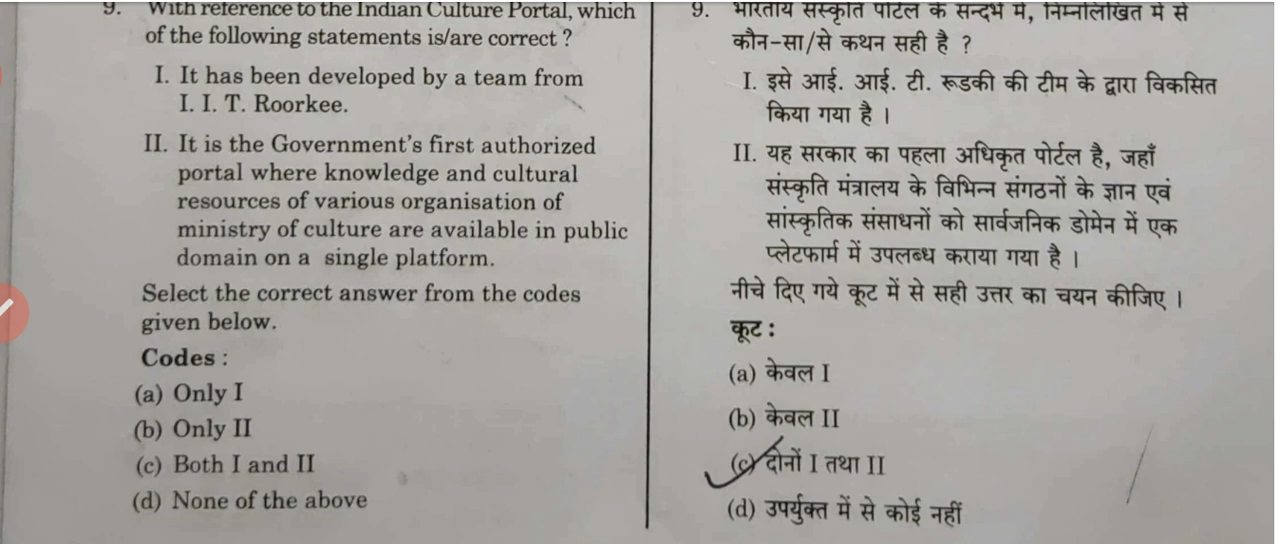 9. With reference to the Indian Culture Portal, which
of the following statements is/are correct ?
I. It has been developed by a team from
I. I. T. Roorkee.
II. It is the Government's first authorized
portal where knowledge and cultural
resources of various organisation of
ministry of culture are available in public
domain on a single platform.
Select the correct answer from the codes
given below.
Codes :
(a) Only I
(b) Only II
(c) Both I and II
(d) None of the above
9. भारतीय संस्कृति पोर्टल के सन्दर्भ में, निम्नलिखित में से
कौन-सा/से कथन सही है ?
I. इसे आई. आई. टी. रूडकी की टीम के द्वारा विकसित
किया गया है ।
II. यह सरकार का पहला अधिकृत पोर्टल है, जहाँ
संस्कृति मंत्रालय के विभिन्न संगठनों के ज्ञान एवं
सांस्कृतिक संसाधनों को सार्वजनिक डोमेन में एक
प्लेटफार्म में उपलब्ध कराया गया है ।
नीचे दिए गये कूट में से सही उत्तर का चयन कीजिए ।
कूट :
(a) केवल I
(b) केवल II
(c) दोनों I तथा II
(d) उपर्युक्त में से कोई नहीं